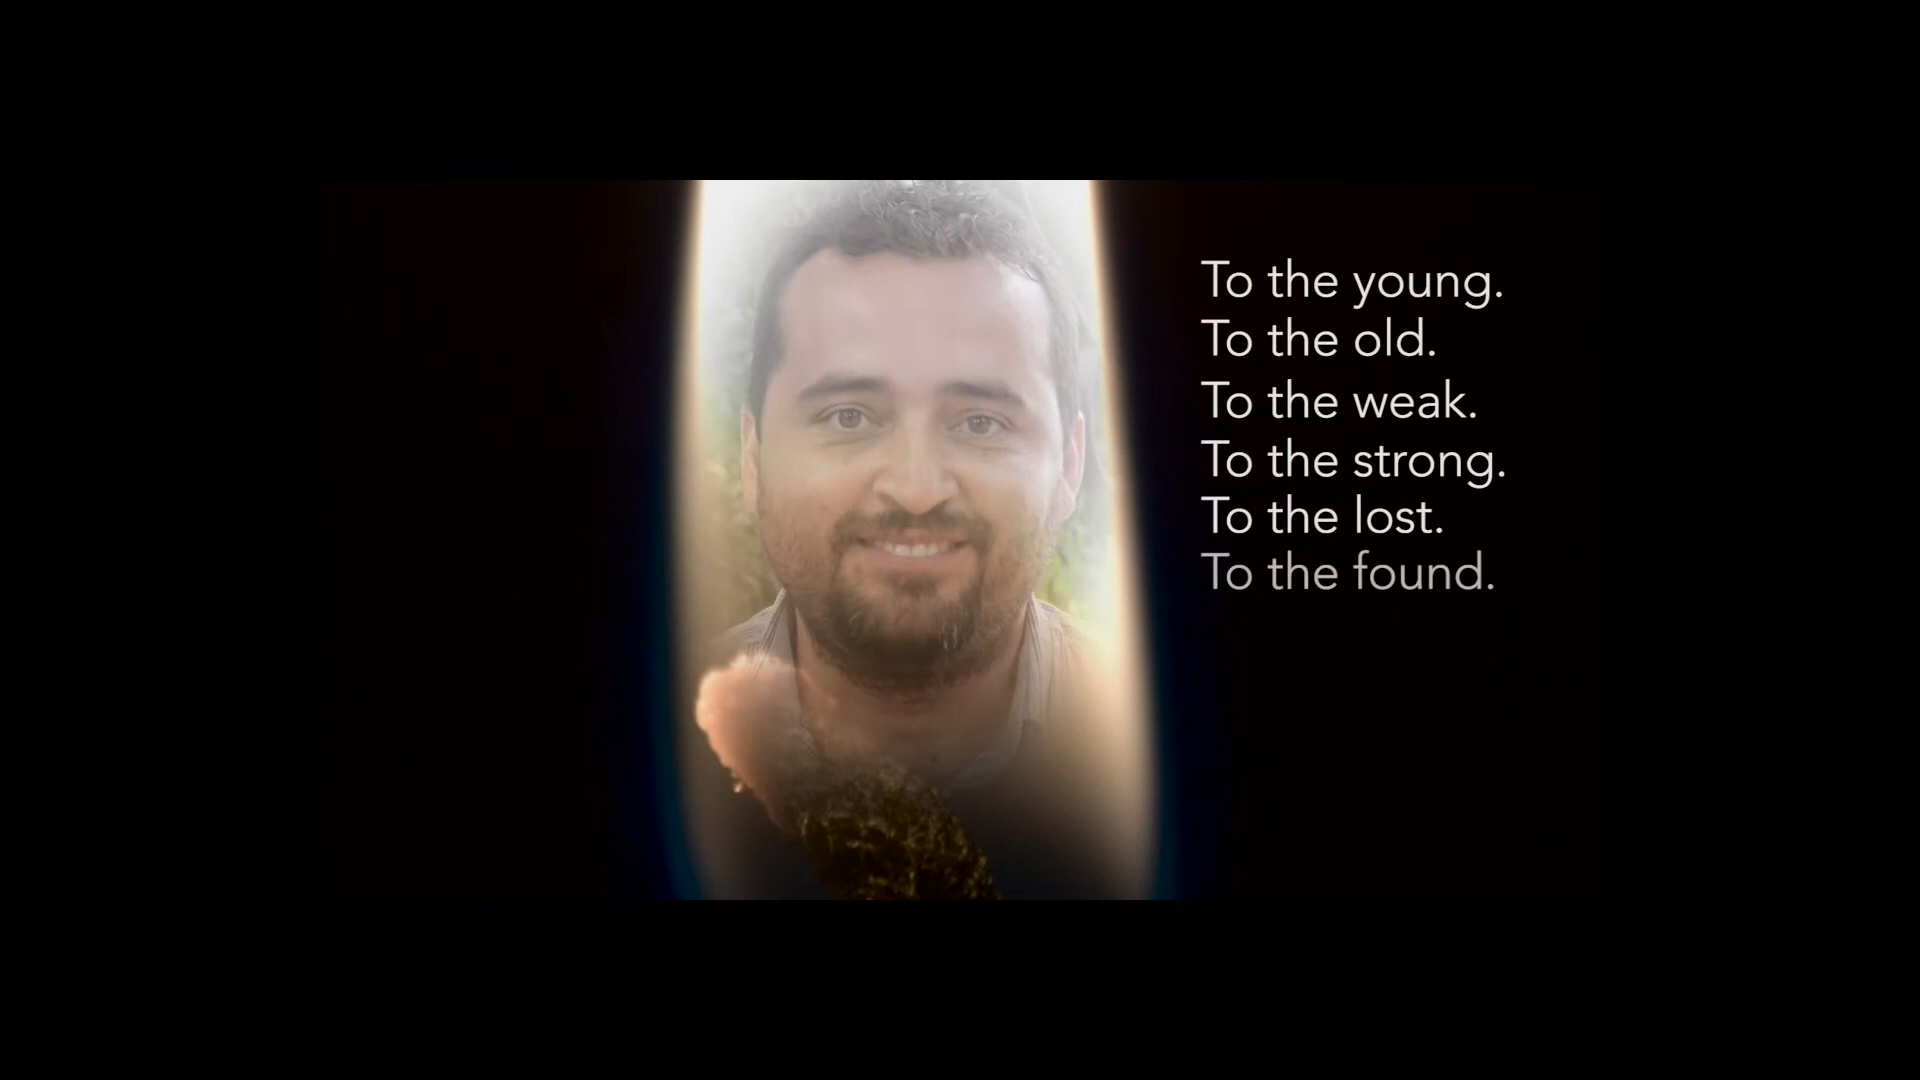 To the young.
To the old.
To the weak.
To the strong.
To the lost.
To the found.